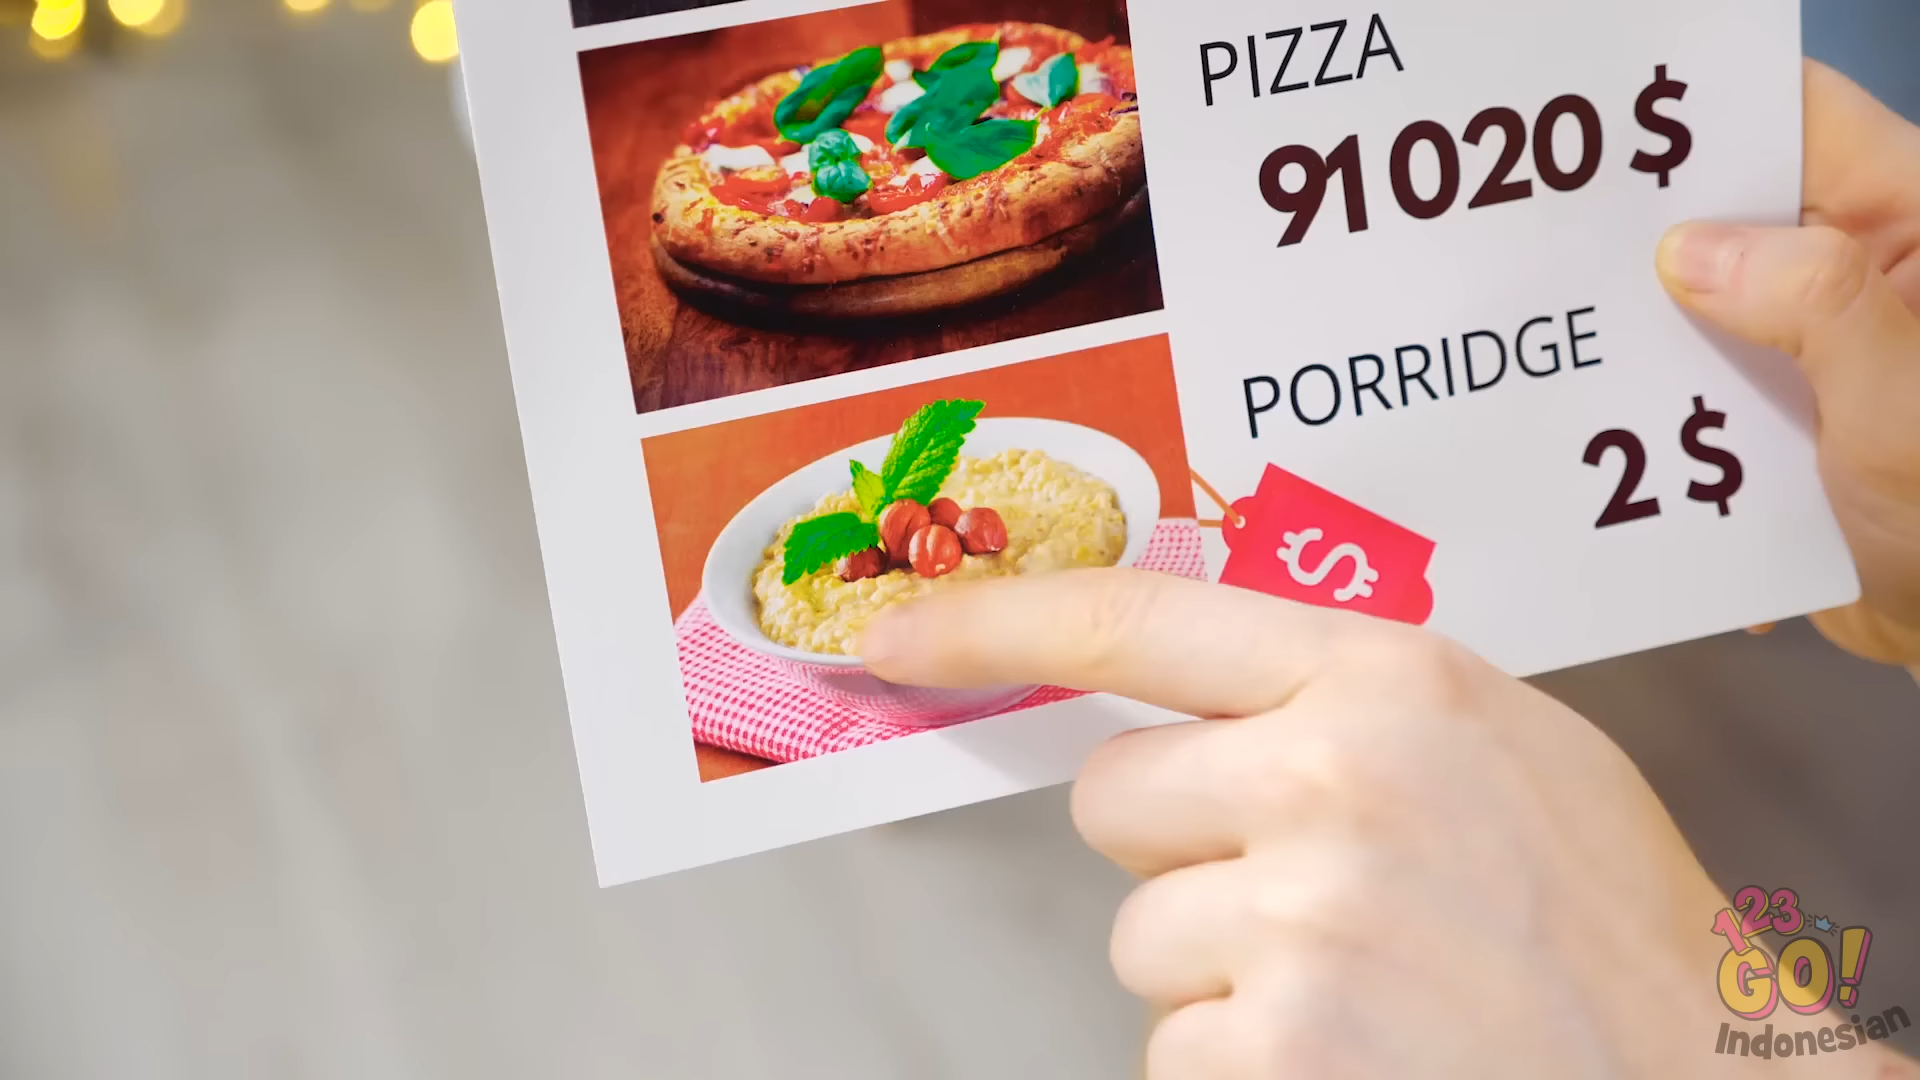 PIZZA
91 020 $
PORRIDGE
2 $
$
123
GO!
Indonesian